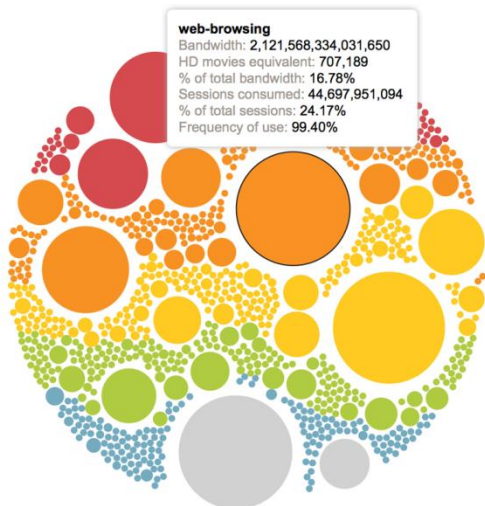 web-browsing
Bandwidth: 2,121,568,334,031,650
HD movies equivalent: 707,189
% of total bandwidth: 16.78%
Sessions consumed: 44,697,951,094
% of total sessions: 24.17%
Frequency of use: 99.40%